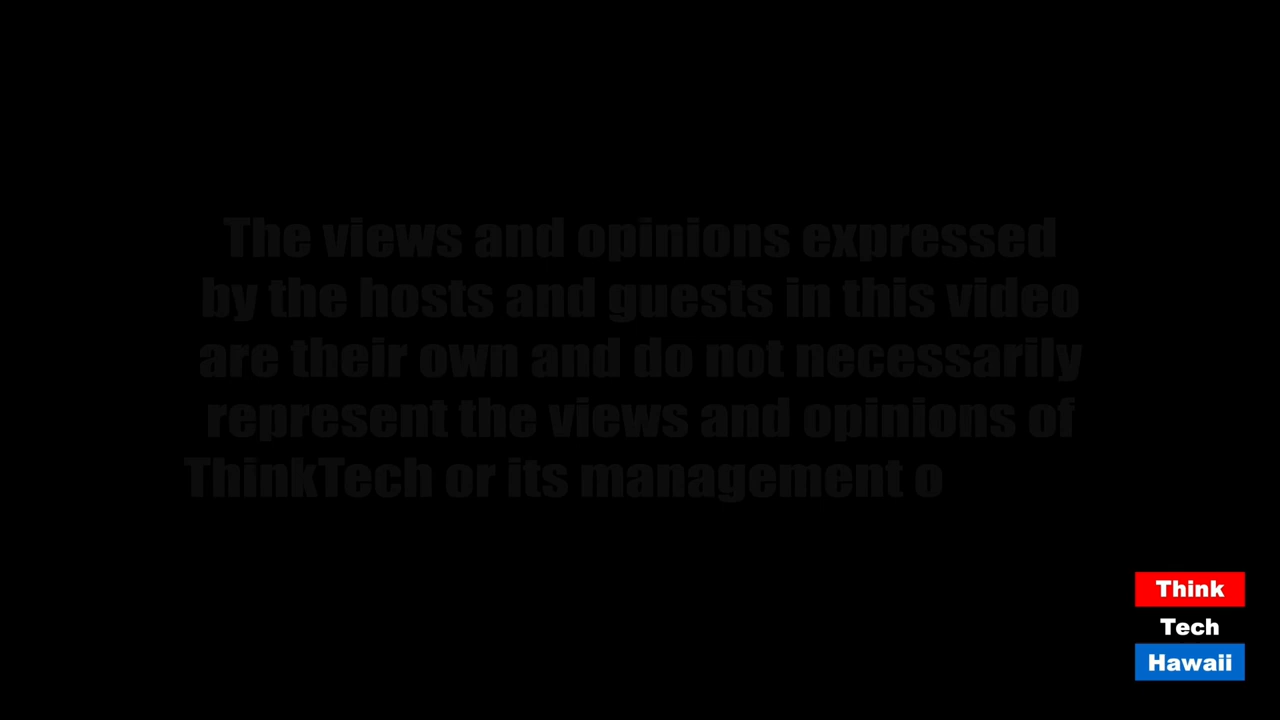 The views and opinions expressed
by the hosts and guests in this video
are their own and do not necessarily
represent the views and opinions of
ThinkTech or its management o
Think
Tech
Hawaii